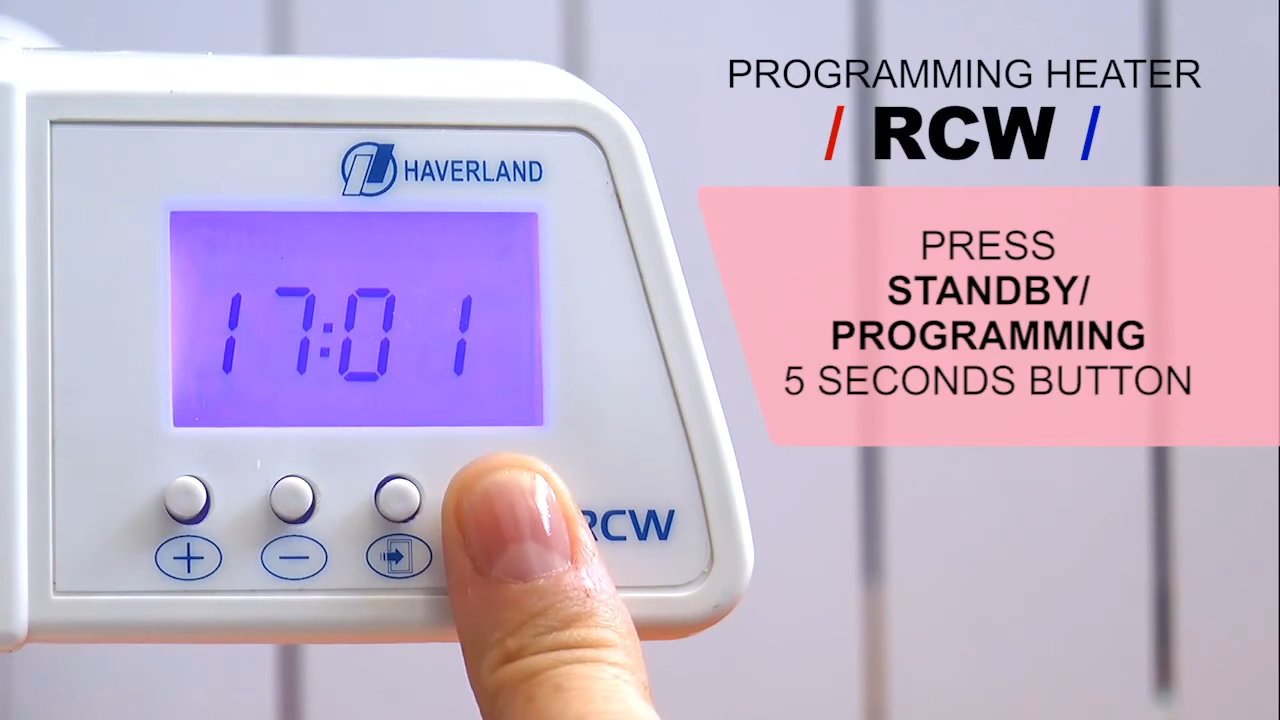 PROGRAMMING HEATER
/ RCW /
HAVERLAND
17:01
PRESS
STANDBY/
PROGRAMMING
5 SECONDS BUTTON
RCW
+
−